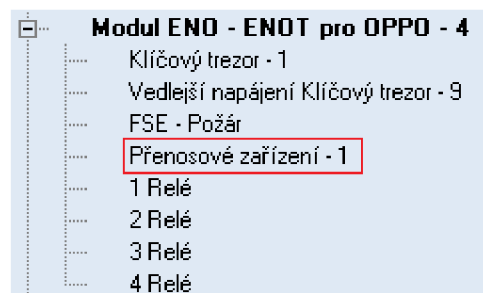 Modul ENO - ENOT pro OPPO - 4
Klíčový trezor - 1
Vedlejší napájení Klíčový trezor - 9
FSE - Požár
Přenosové zařízení - 1
1 Relé
2 Relé
3 Relé
4 Relé